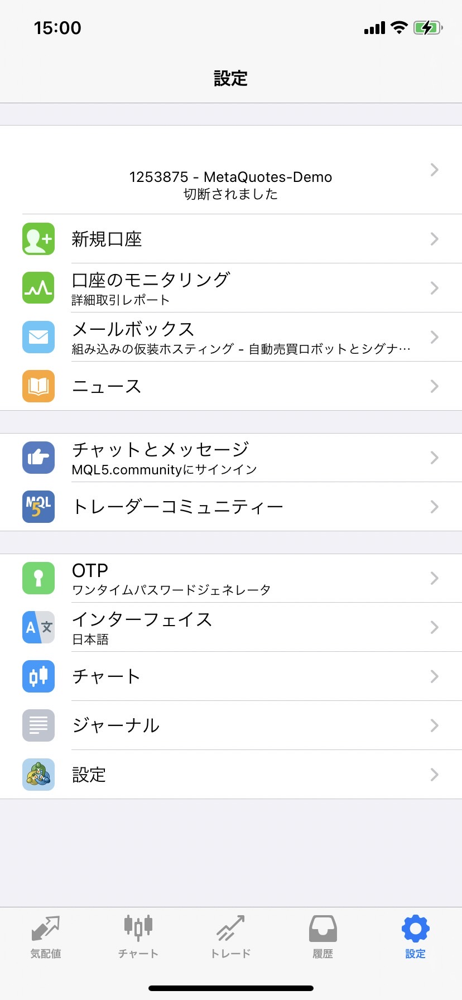 15:00
設定
1253875 - MetaQuotes-Demo
切断されました
新規口座
口座のモニタリング
詳細取引レポート
メールボックス
組み込みの仮装ホスティング - 自動売買ロボットとシグナ…
ニュース
チャットとメッセージ
MQL5.communityにサインイン
MQL
5
トレーダーコミュニティー
OTP
ワンタイムパスワードジェネレータ
A 文
インターフェイス
日本語
チャート
ジャーナル
設定
気配値
チャート
トレード
履歴
設定